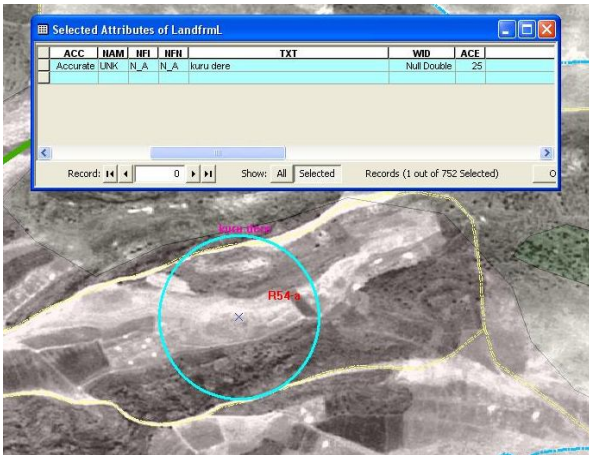 Selected Attributes of LandfrmL
ACC NAM NFI NFN TXT WID ACE
Accurate UNK N_A N_A kuru dere Null Double 25
Record: 0 Show: All Selected Records (1 out of 752 Selected) O
kuru dere
R54-a